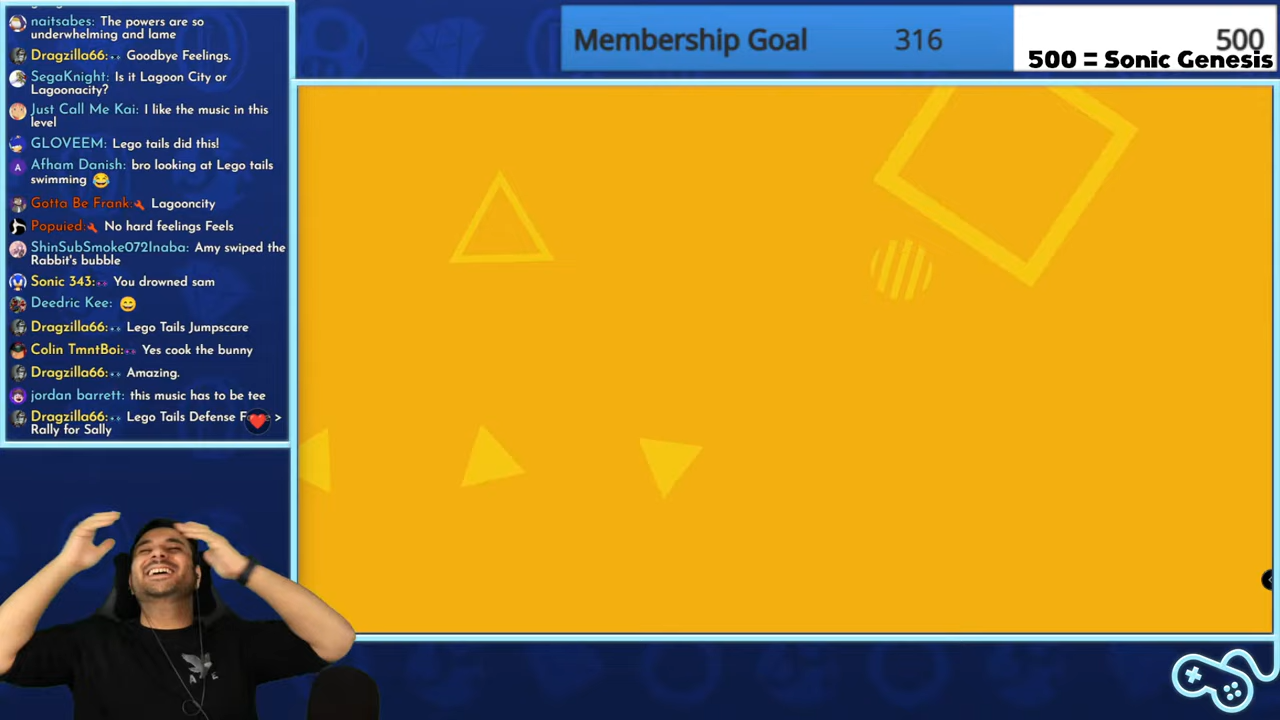 naitsabes: The powers are so
underwhelming and lame
Dragzilla66: Goodbye Feelings.
SegaKnight: Is it Lagoon City or
Lagoonacity?
Just Call Me Kai: I like the music in this
level
GLOVEEM: Lego tails did this!
A Afham Danish: bro looking at Lego tails
swimming 😂
Gotta Be Frank: Lagooncity
Popuied: No hard feelings Feels
ShinSubSmoke072Inaba: Amy swiped the
Rabbit's bubble
Sonic 343: You drowned sam
Deedric Kee: 😄
Dragzilla66: Lego Tails Jumpscare
Colin TmntBoi: Yes cook the bunny
Dragzilla66: Amazing.
jordan barrett: this music has to be tee
Dragzilla66: Lego Tails Defense >
Rally for Sally
Membership Goal 316 500
500 = Sonic Genesis
A E